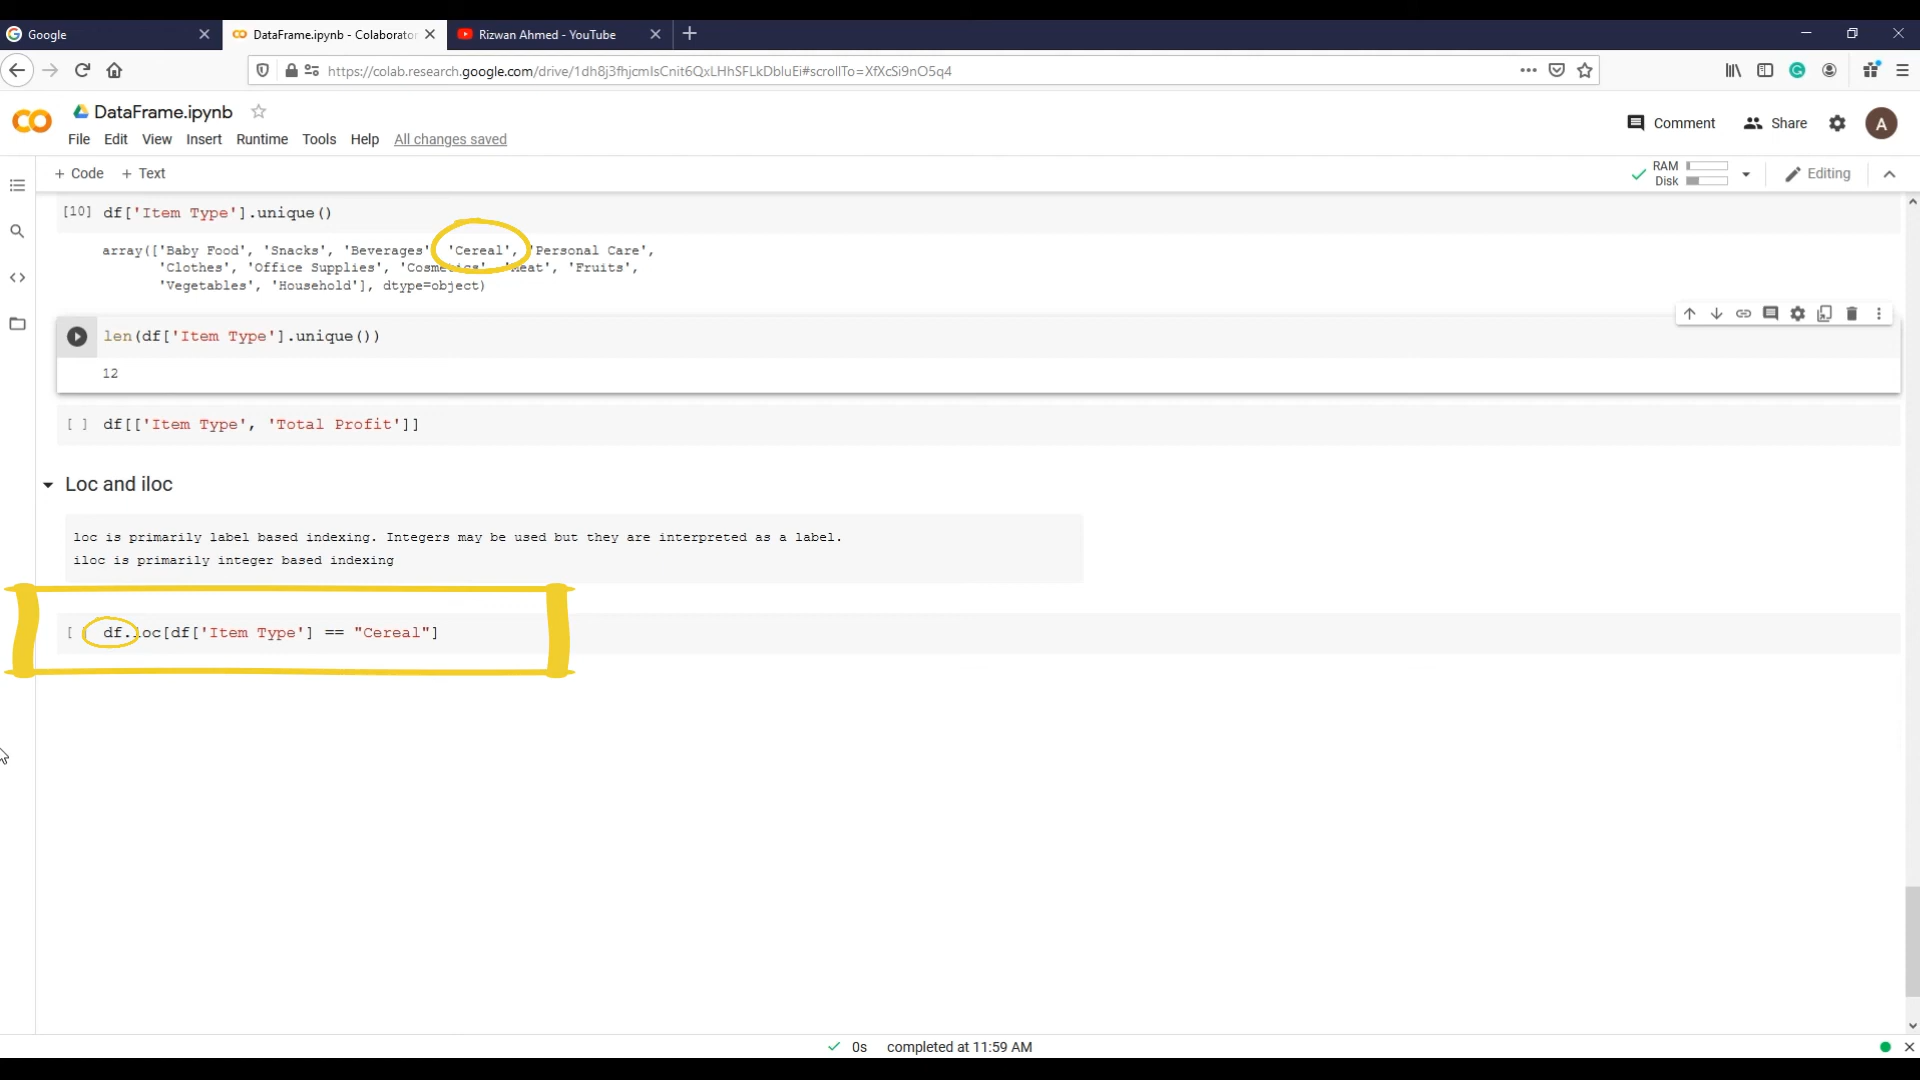 Google
DataFrame.ipynb - Colaborator
Rizwan Ahmed - YouTube
https://colab.research.google.com/drive/1dh8j3fhjcmIsCnit6QxLHhSFLkDbluEi#scrollTo=XfXcSi9nO5q4
DataFrame.ipynb
Comment
Share
A
File Edit View Insert Runtime Tools Help All changes saved
+ Code + Text
RAM
Disk
Editing
[10] df['Item Type'].unique()
array(['Baby Food', 'Snacks', 'Beverages' 'Cereal', 'Personal Care',
'Clothes', 'Office Supplies', 'Cosmetics', 'Meat', 'Fruits',
'Vegetables', 'Household'], dtype=object)
len(df['Item Type'].unique())
12
[ ] df[['Item Type', 'Total Profit']]
Loc and iloc
loc is primarily label based indexing. Integers may be used but they are interpreted as a label.
iloc is primarily integer based indexing
[ ] df.loc[df['Item Type'] == "Cereal"]
0s completed at 11:59 AM